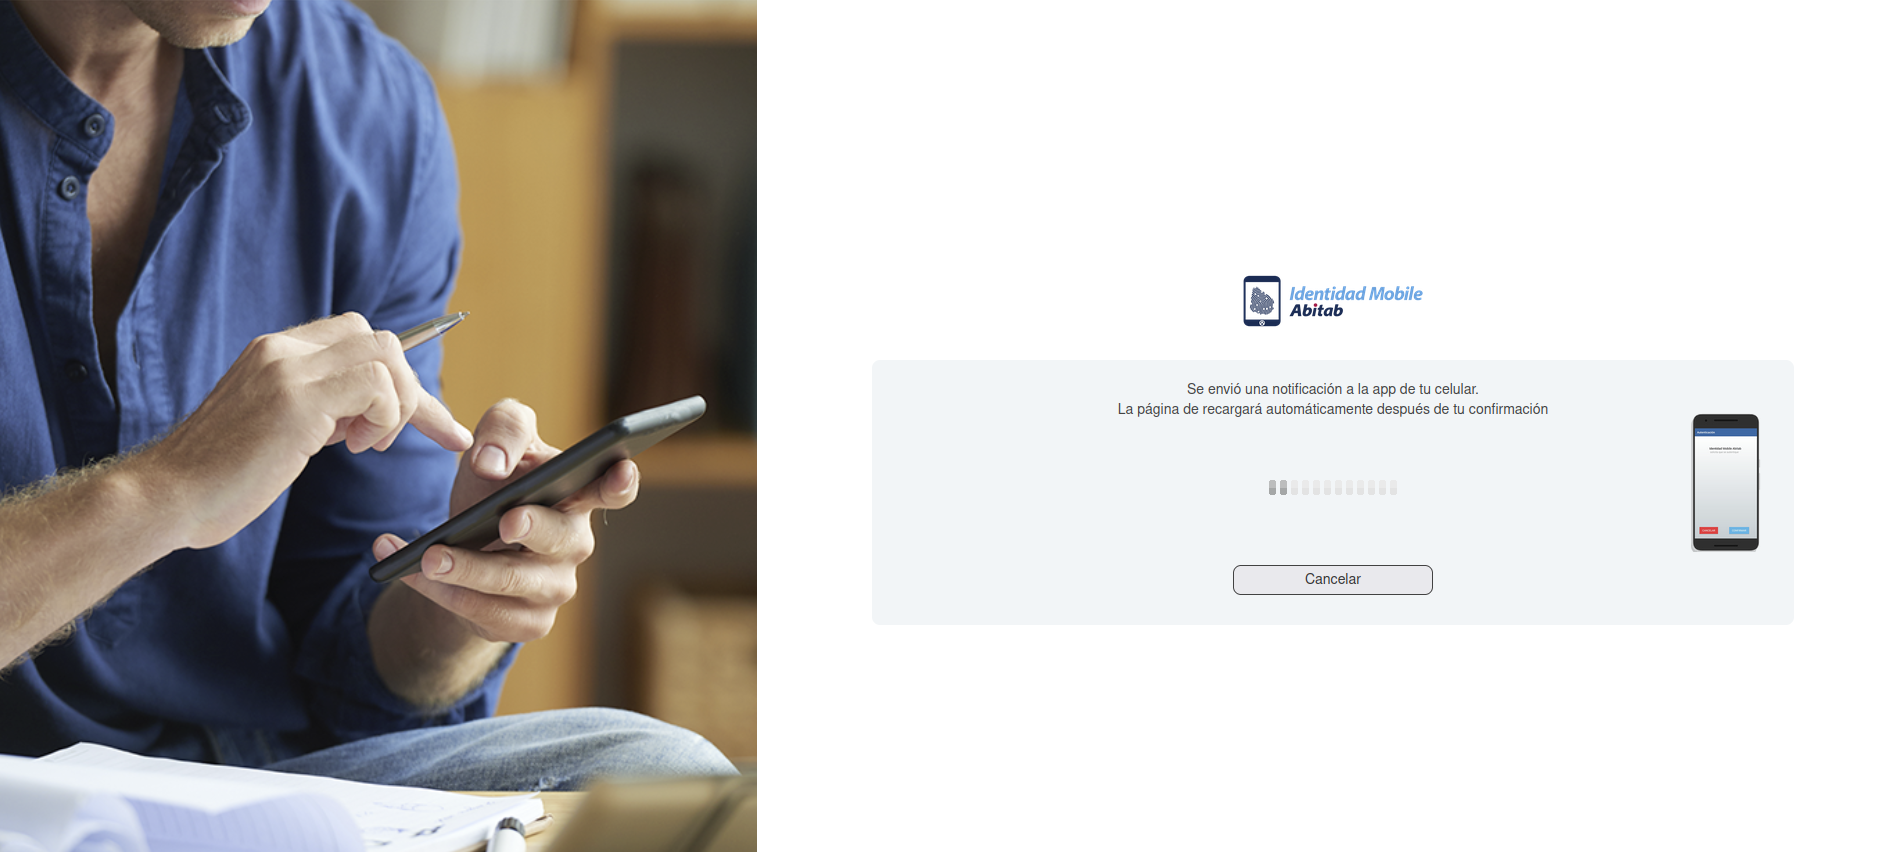 Identidad Mobile
Abitab
Se envió una notificación a la app de tu celular.
La página de recargará automáticamente después de tu confirmación
Cancelar